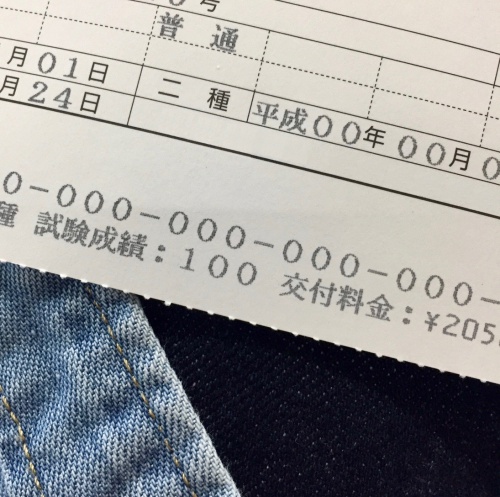 号
普通
月01日
月24日 二種 平成00年00月0
0-000-000-000-000-
種 試験成績：100 交付料金：¥205